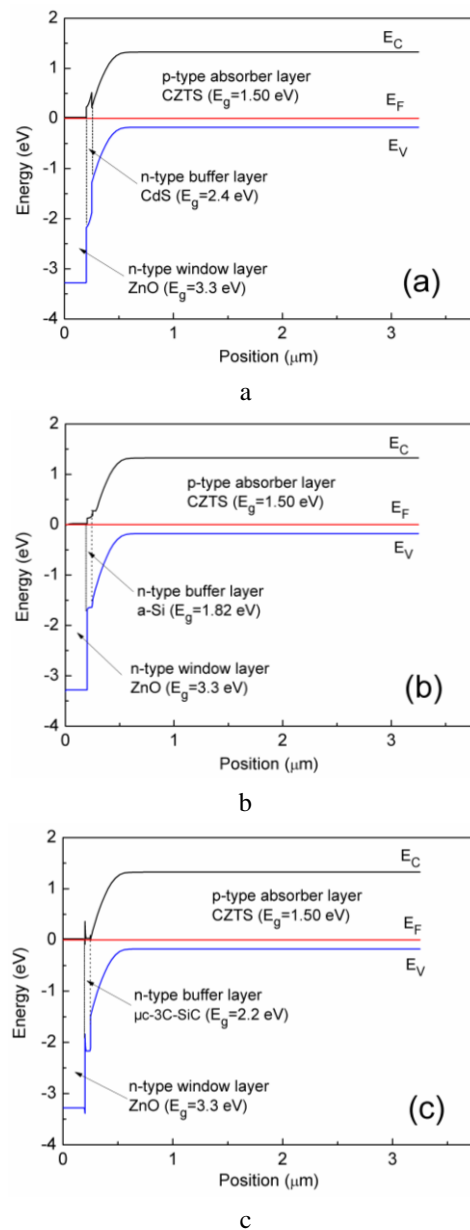 2
E_C
1
p-type absorber layer
CZTS (E_g=1.50 eV)
E_F
0
E_V
-1
n-type buffer layer
CdS (E_g=2.4 eV)
-2
n-type window layer
-3
ZnO (E_g=3.3 eV)
(a)
-4
0
1
2
3
Energy (eV)
Position (μm)
a
2
E_C
1
p-type absorber layer
CZTS (E_g=1.50 eV)
E_F
0
E_V
-1
n-type buffer layer
a-Si (E_g=1.82 eV)
-2
n-type window layer
-3
ZnO (E_g=3.3 eV)
(b)
-4
0
1
2
3
Energy (eV)
Position (μm)
b
2
E_C
1
p-type absorber layer
CZTS (E_g=1.50 eV)
E_F
0
E_V
-1
n-type buffer layer
μc-3C-SiC (E_g=2.2 eV)
-2
n-type window layer
-3
ZnO (E_g=3.3 eV)
(c)
-4
0
1
2
3
Energy (eV)
Position (μm)
c